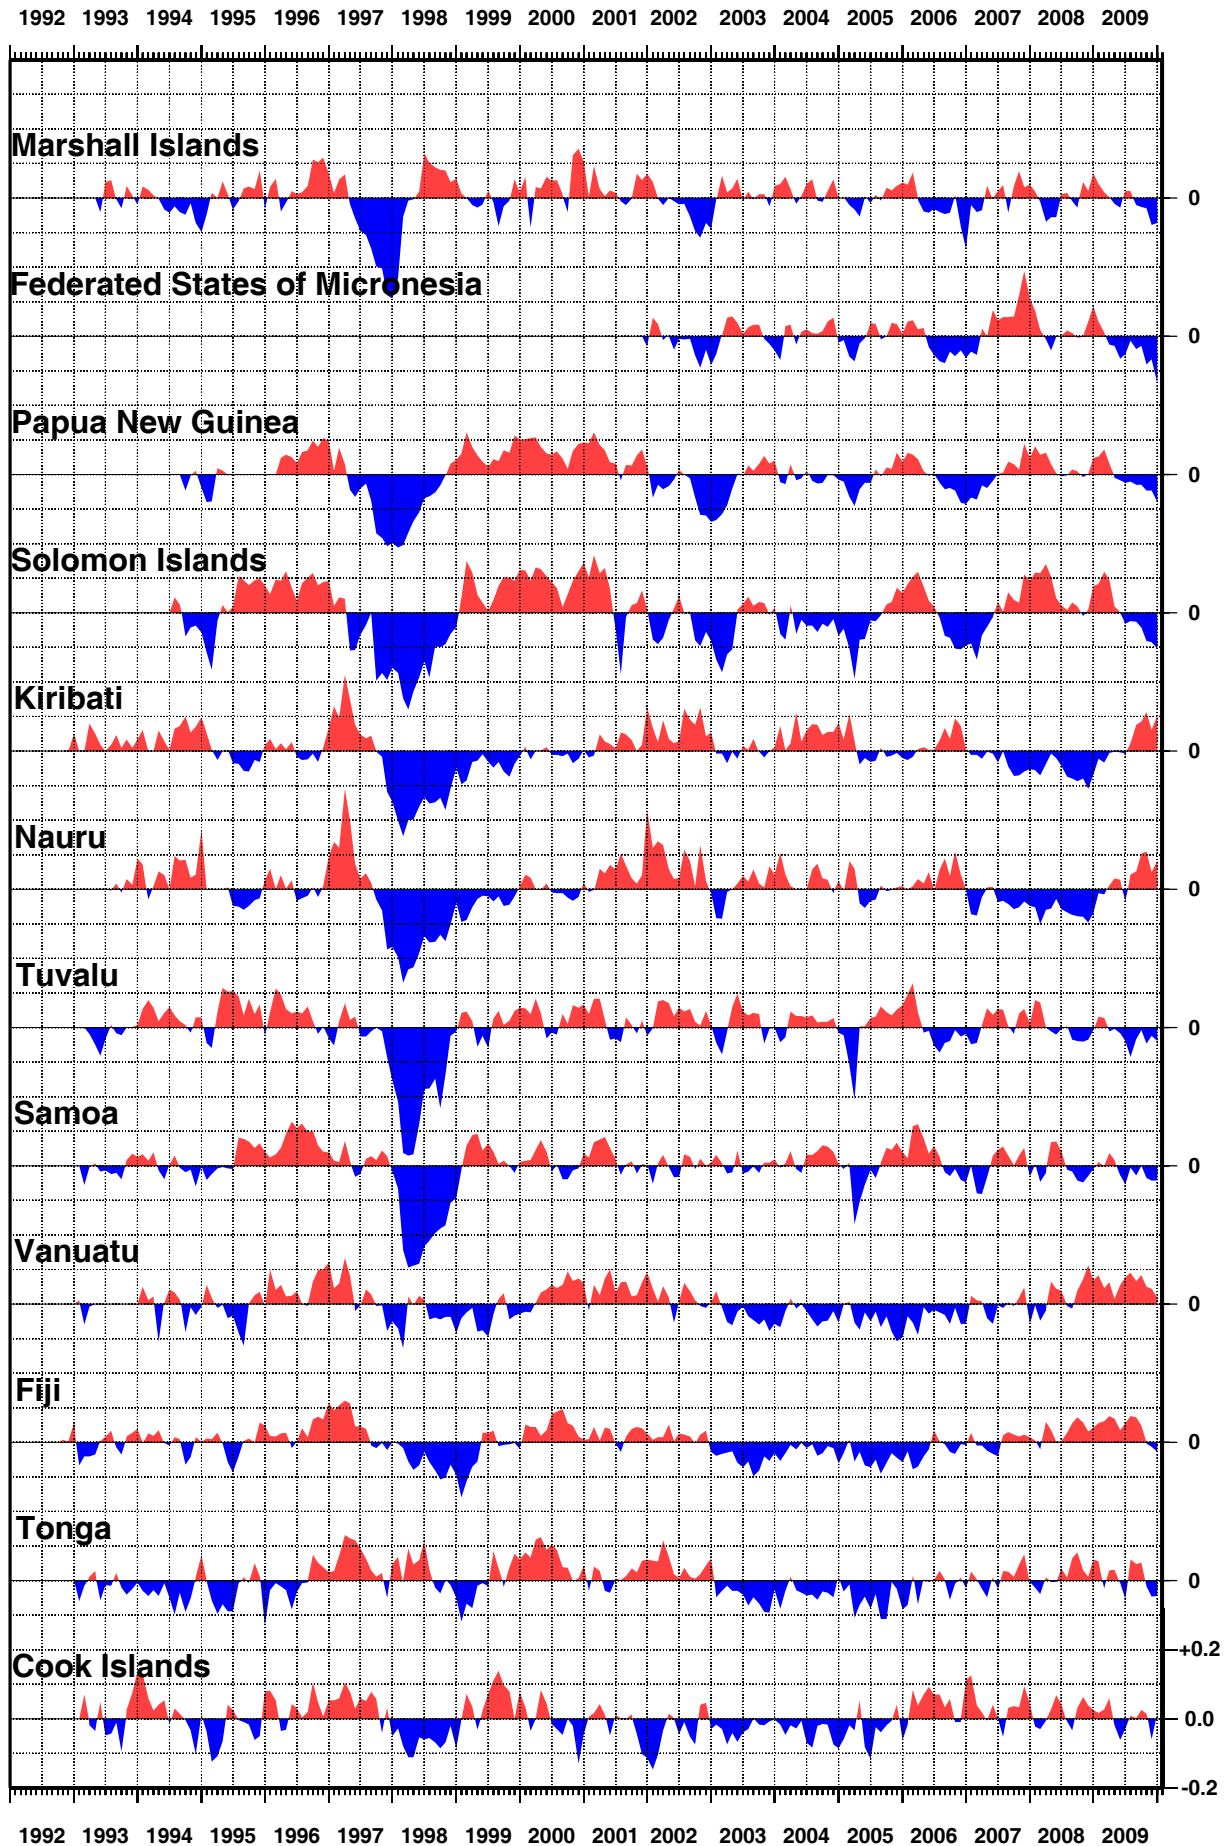 1992 1993 1994 1995 1996 1997 1998 1999 2000 2001 2002 2003 2004 2005 2006 2007 2008 2009
Marshall Islands
0
Federated States of Micronesia
0
Papua New Guinea
0
Solomon Islands
0
Kiribati
0
Nauru
0
Tuvalu
0
Samoa
0
Vanuatu
0
Fiji
0
Tonga
0
+0.2
Cook Islands
0.0
-0.2
1992 1993 1994 1995 1996 1997 1998 1999 2000 2001 2002 2003 2004 2005 2006 2007 2008 2009